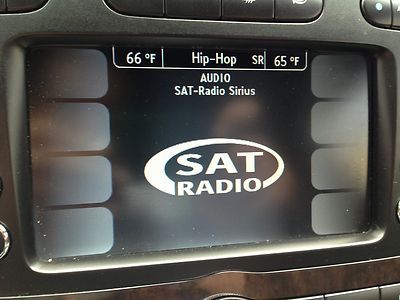 66 °F Hip-Hop SR 65 °F
AUDIO
SAT-Radio Sirius
SAT
RADIO